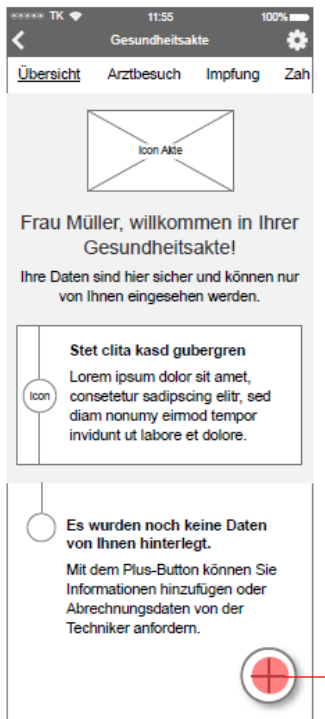 TK 11:55 100%
Gesundheitsakte
Übersicht Arztbesuch Impfung Zah
Icon Akte
Frau Müller, willkommen in Ihrer
Gesundheitsakte!
Ihre Daten sind hier sicher und können nur
von Ihnen eingesehen werden.
Stet clita kasd gubergren
Icon
Lorem ipsum dolor sit amet,
consetetur sadipscing elitr, sed
diam nonumy eirmod tempor
invidunt ut labore et dolore.
Es wurden noch keine Daten
von Ihnen hinterlegt.
Mit dem Plus-Button können Sie
Informationen hinzufügen oder
Abrechnungsdaten von der
Techniker anfordern.